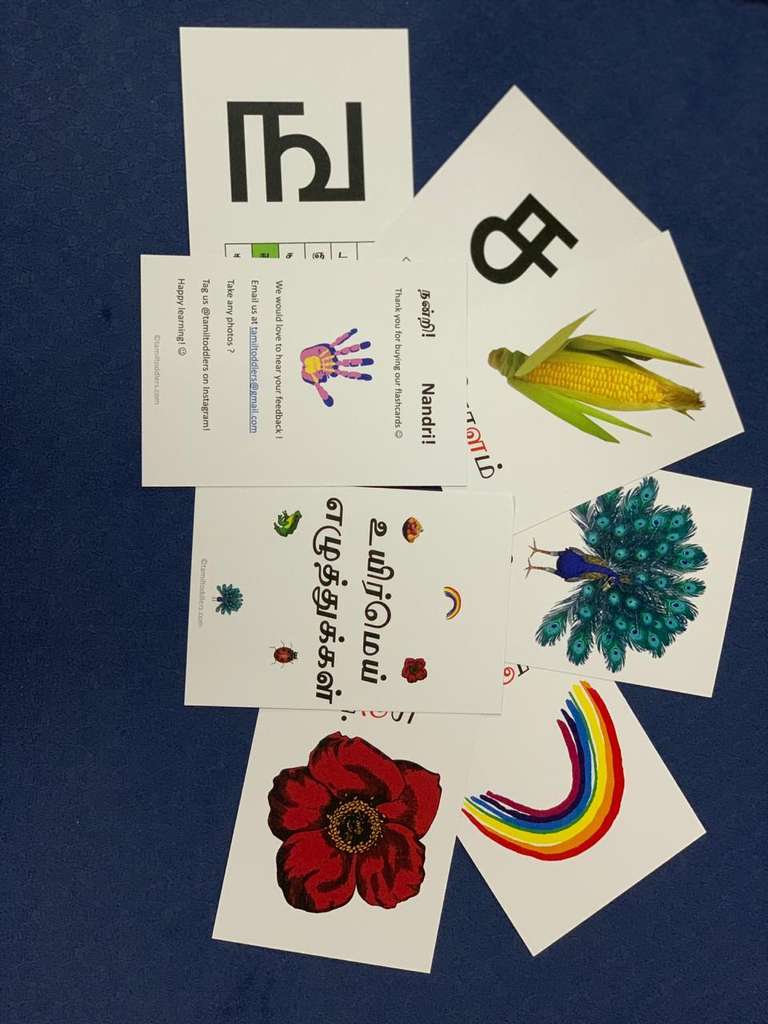 ங
ச
ளம்
நன்றி! Nandri!
Thank you for buying our flashcards ☺
We would love to hear your feedback !
Email us at tamiltoddlers@gmail.com
Take any photos ?
Tag us @tamiltoddlers on Instagram!
Happy learning! ☺
©tamiltoddlers.com
உயிர்மெய்
எழுத்துக்கள்
©tamiltoddlers.com